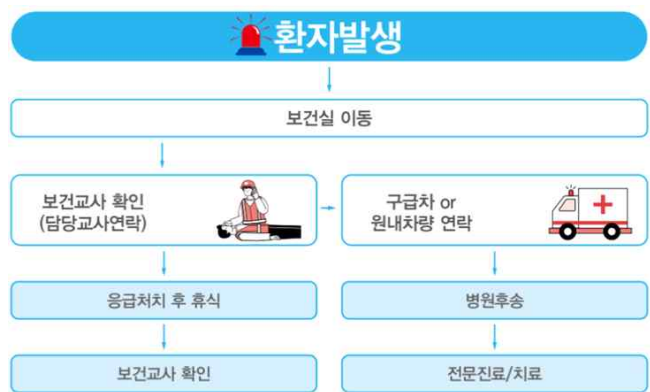 환자발생
보건실 이동
보건교사 확인
(담당교사연락)
구급차 or
원내차량 연락
응급처치 후 휴식
병원후송
보건교사 확인
전문진료/치료